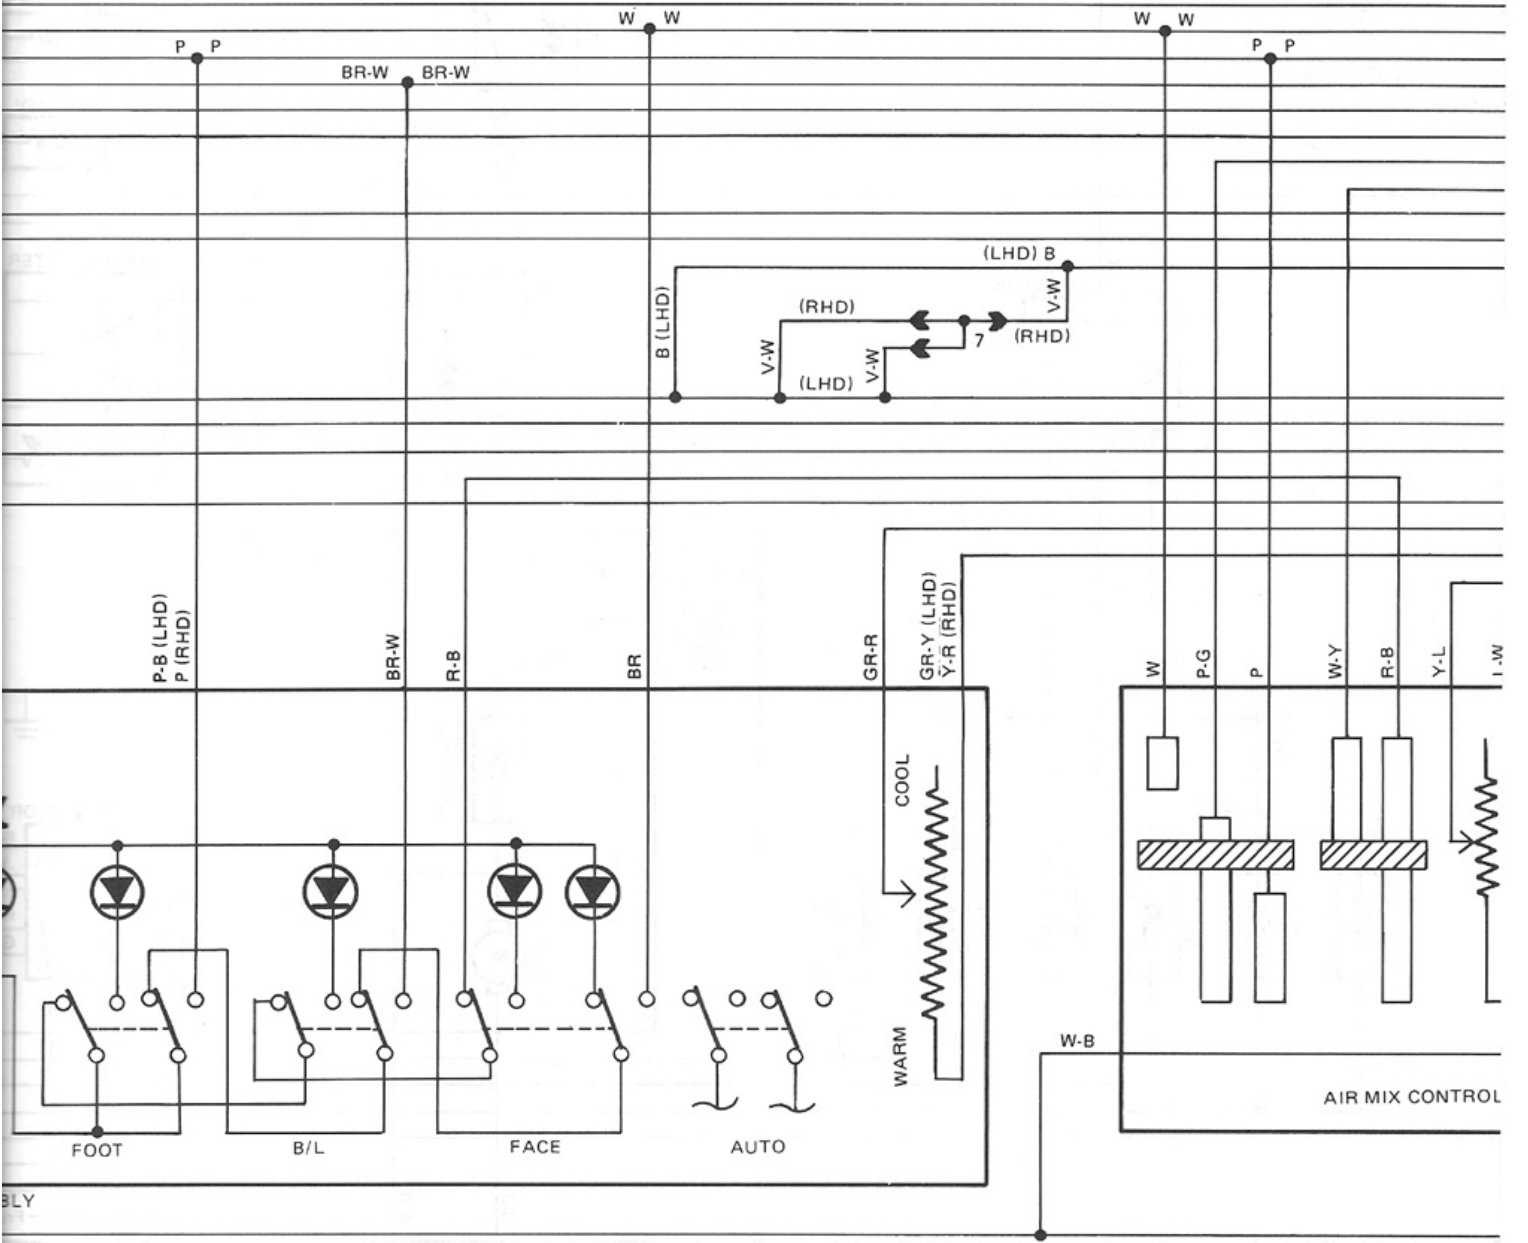 W W
W W
P P
P P
BR-W BR-W
(LHD) B
B (LHD)
V-W
(RHD)
7
(RHD)
V-W
V-W
(LHD)
P-B (LHD)
P (RHD)
BR-W
R-B
BR
GR-R
GR-Y (LHD)
Y-R (RHD)
W
P-G
P
W-Y
R-B
Y-L
COOL
WARM
W-B
AIR MIX CONTROL
FOOT
B/L
FACE
AUTO
BLY